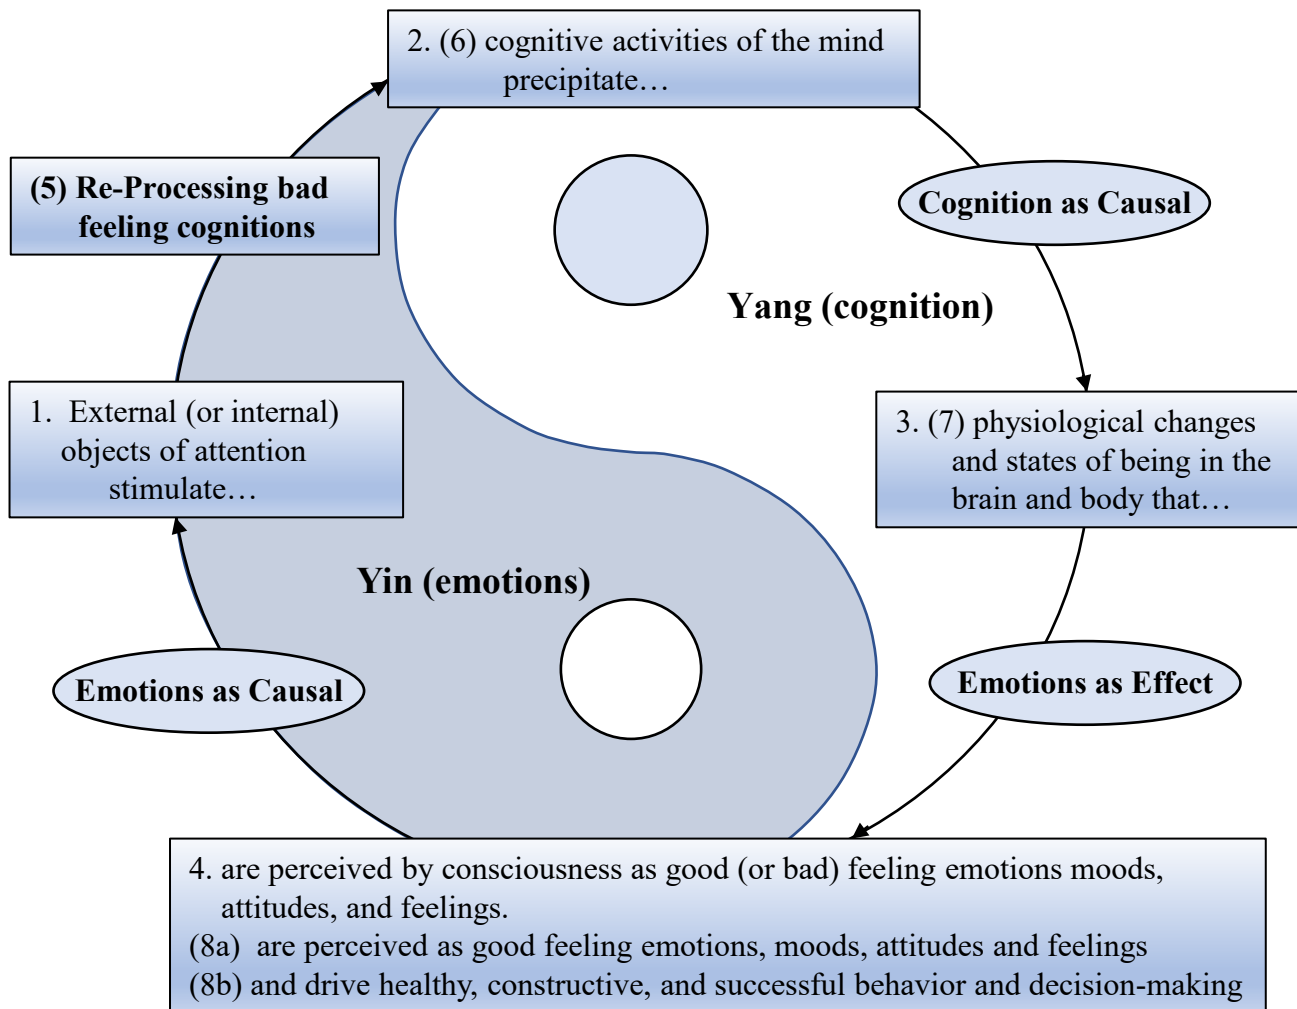 2. (6) cognitive activities of the mind
precipitate…
(5) Re-Processing bad
feeling cognitions
Cognition as Causal
Yang (cognition)
1. External (or internal)
objects of attention
stimulate…
3. (7) physiological changes
and states of being in the
brain and body that…
Yin (emotions)
Emotions as Causal
Emotions as Effect
4. are perceived by consciousness as good (or bad) feeling emotions moods,
attitudes, and feelings.
(8a) are perceived as good feeling emotions, moods, attitudes and feelings
(8b) and drive healthy, constructive, and successful behavior and decision-making